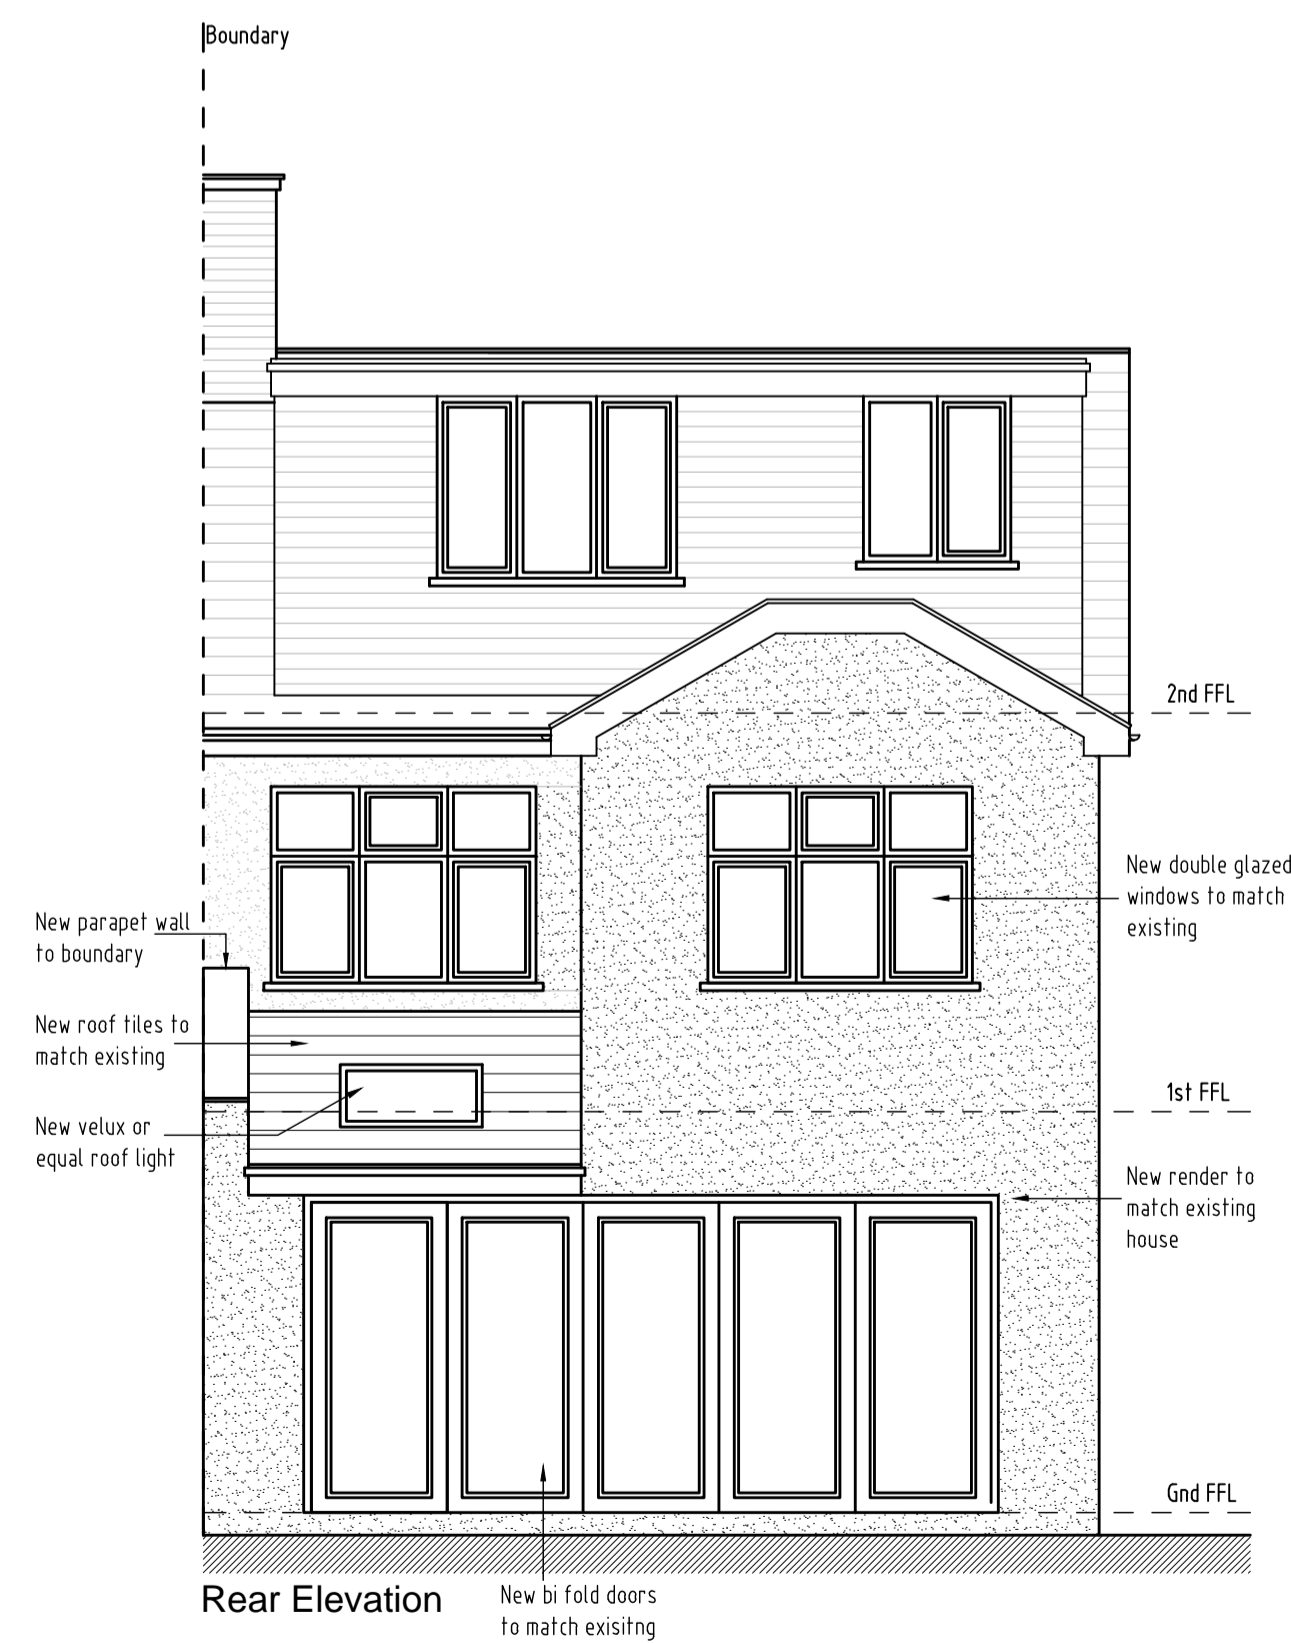 Boundary
2nd FFL
New double glazed
windows to match
existing
New parapet wall
to boundary
New roof tiles to
match existing
1st FFL
New velux or
equal roof light
New render to
match existing
house
Gnd FFL
Rear Elevation
New bi fold doors
to match exisitng